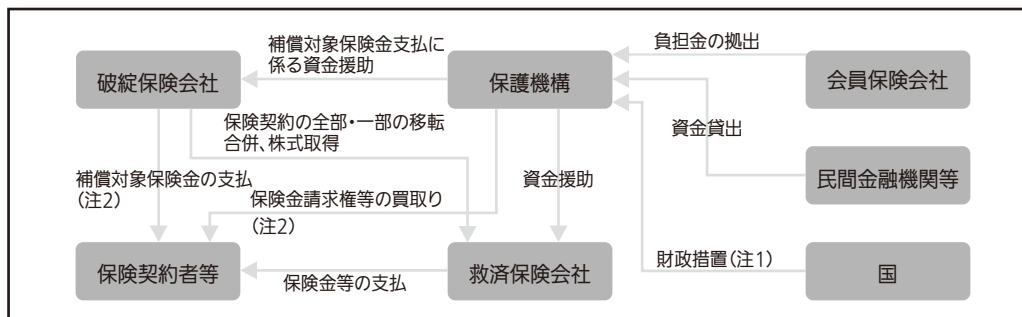 補償対象保険金支払に
係る資金援助
負担金の拠出
破綻保険会社
保護機構
会員保険会社
保険契約の全部・一部の移転
合併、株式取得
資金貸出
補償対象保険金の支払
(注2)
保険金請求権等の買取り
(注2)
資金援助
民間金融機関等
財政措置(注1)
保険契約者等
保険金等の支払
救済保険会社
国